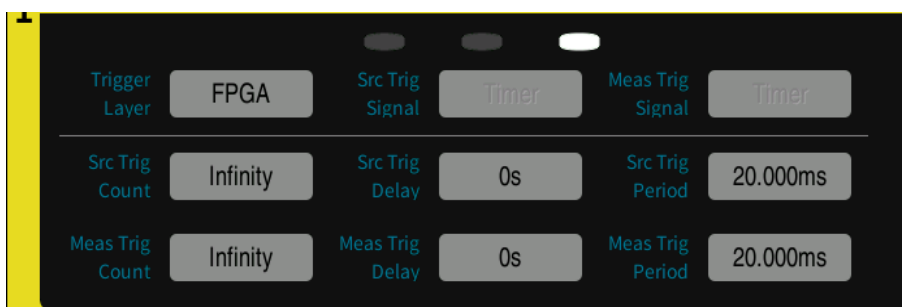 1
Trigger Layer FPGA Src Trig Signal Timer Meas Trig Signal Timer
Src Trig Count Infinity Src Trig Delay 0s Src Trig Period 20.000ms
Meas Trig Count Infinity Meas Trig Delay 0s Meas Trig Period 20.000ms